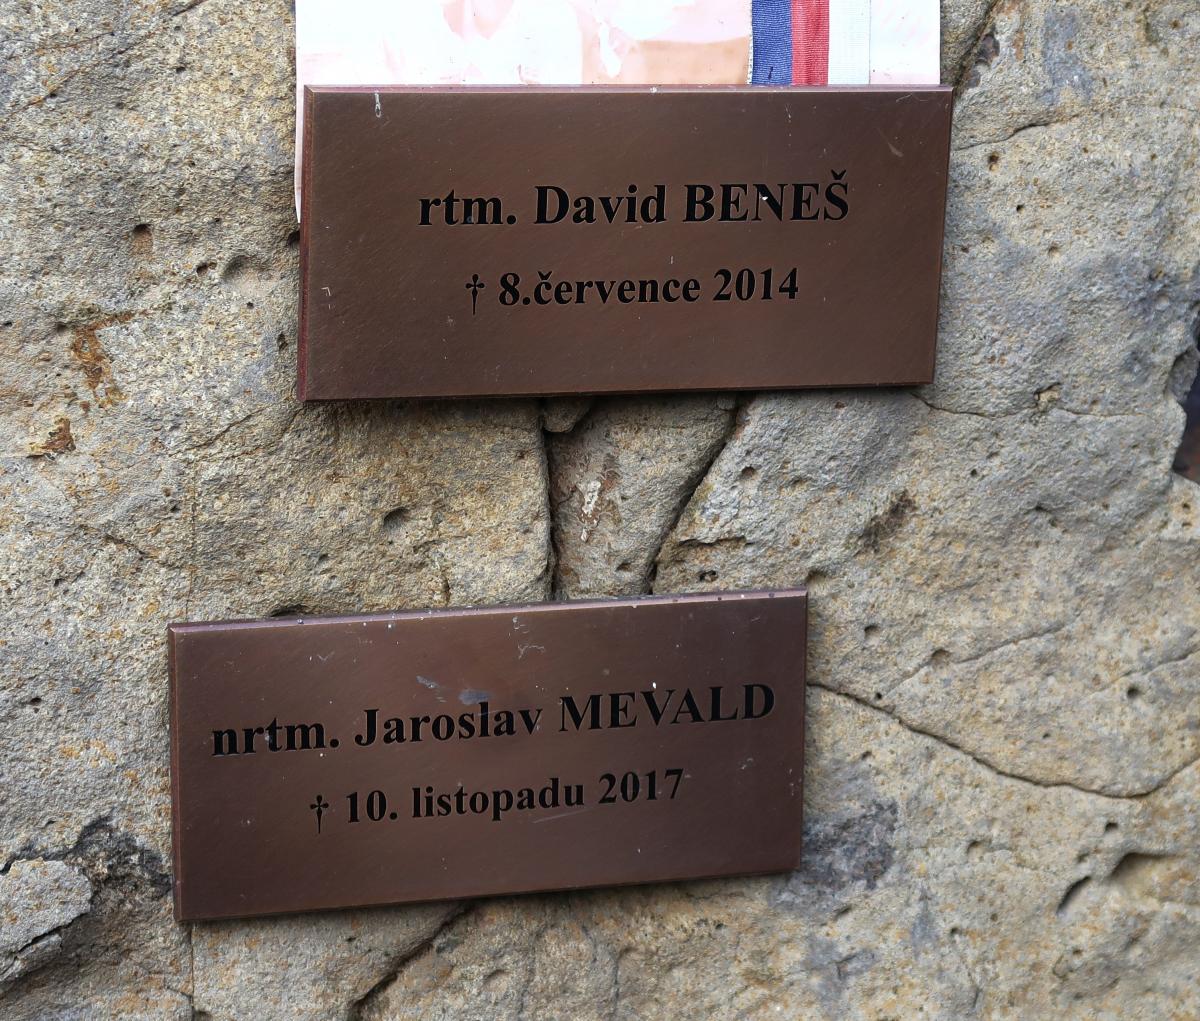 rtm. David BENEŠ
† 8.července 2014
nrtm. Jaroslav MEVALD
† 10. listopadu 2017